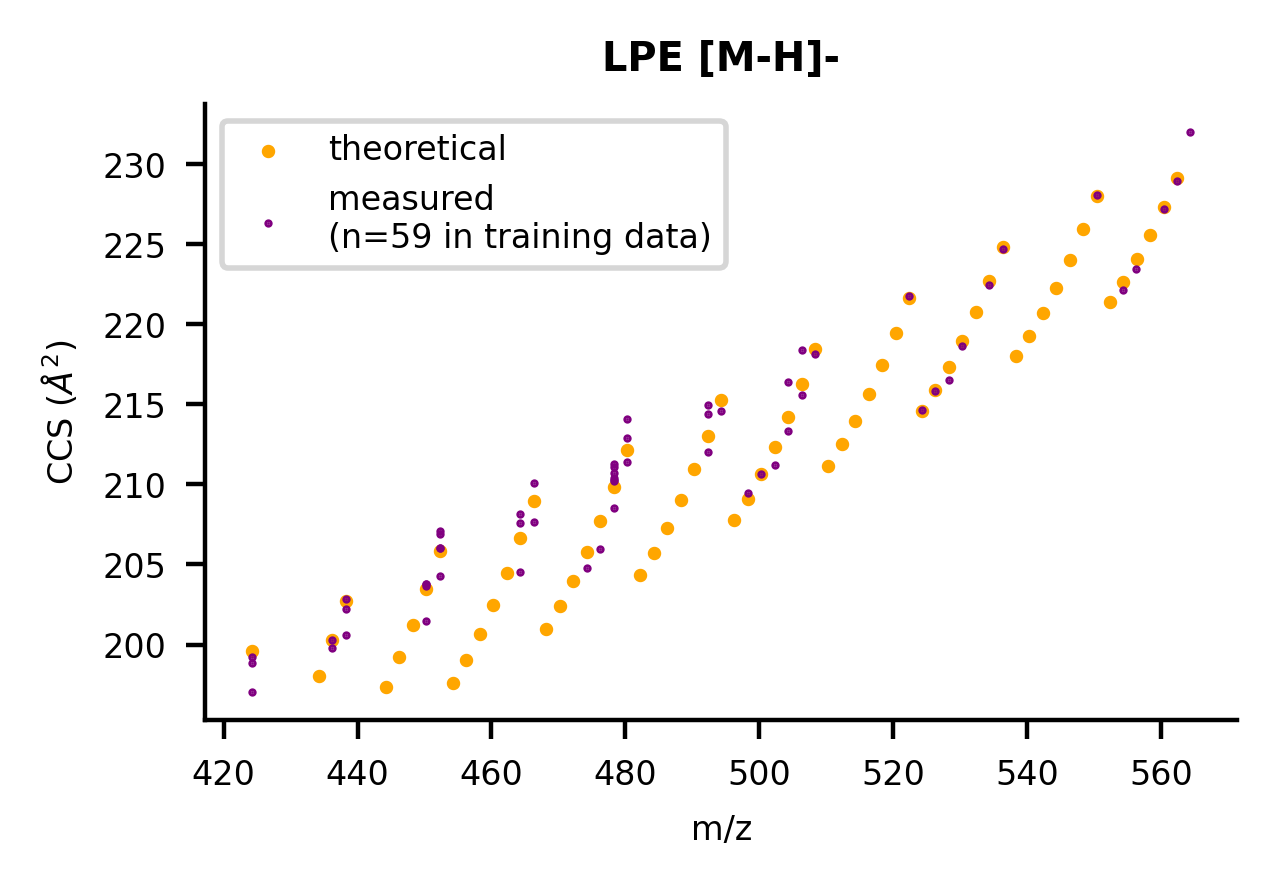 LPE [M-H]-
theoretical
measured
(n=59 in training data)
CCS (Å²)
230
225
220
215
210
205
200
420 440 460 480 500 520 540 560
m/z